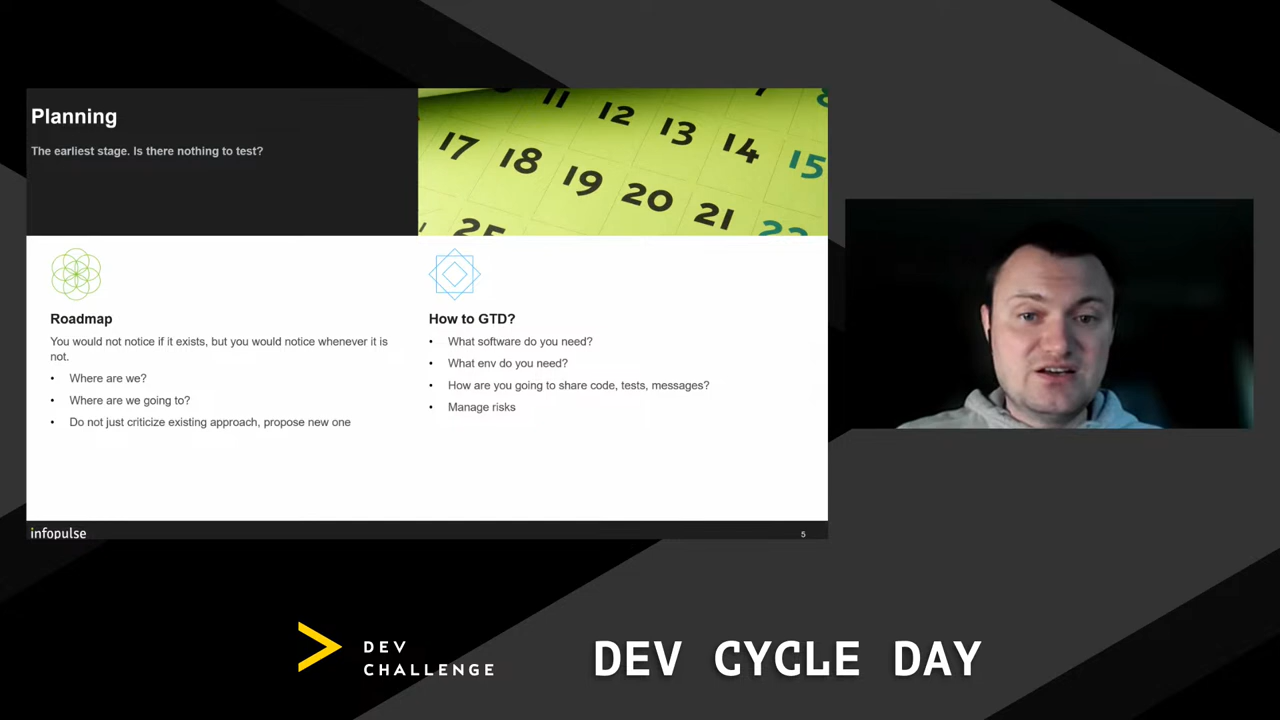 Planning
The earliest stage. Is there nothing to test?
11 12 13 14 15
17 18 19 20 21 22
25
Roadmap
You would not notice if it exists, but you would notice whenever it is
not.
• Where are we?
• Where are we going to?
• Do not just criticize existing approach, propose new one
How to GTD?
• What software do you need?
• What env do you need?
• How are you going to share code, tests, messages?
• Manage risks
infopulse
5
DEV
CHALLENGE
DEV CYCLE DAY